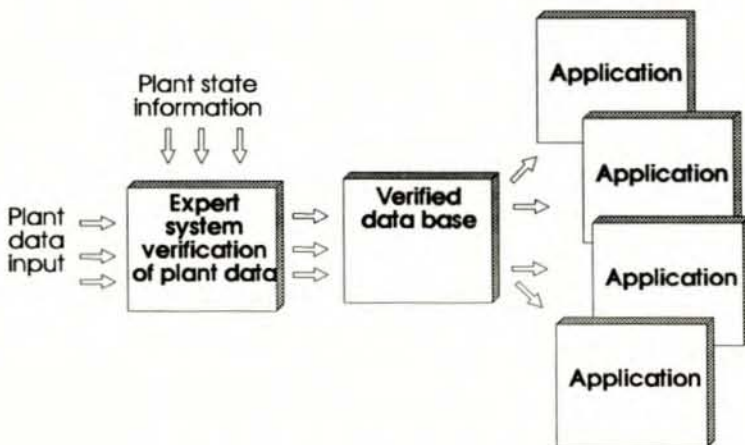 Plant state
information
Plant
data
input
Expert
system
verification
of plant data
Verified
data base
Application
Application
Application
Application